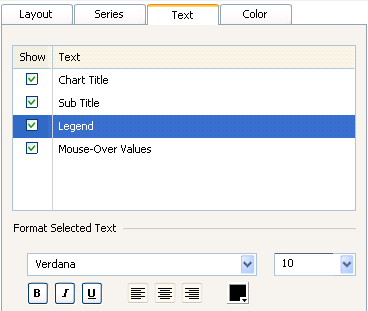 Layout Series Text Color
Show Text
Chart Title
Sub Title
Legend
Mouse-Over Values
Format Selected Text
Verdana 10
B I U